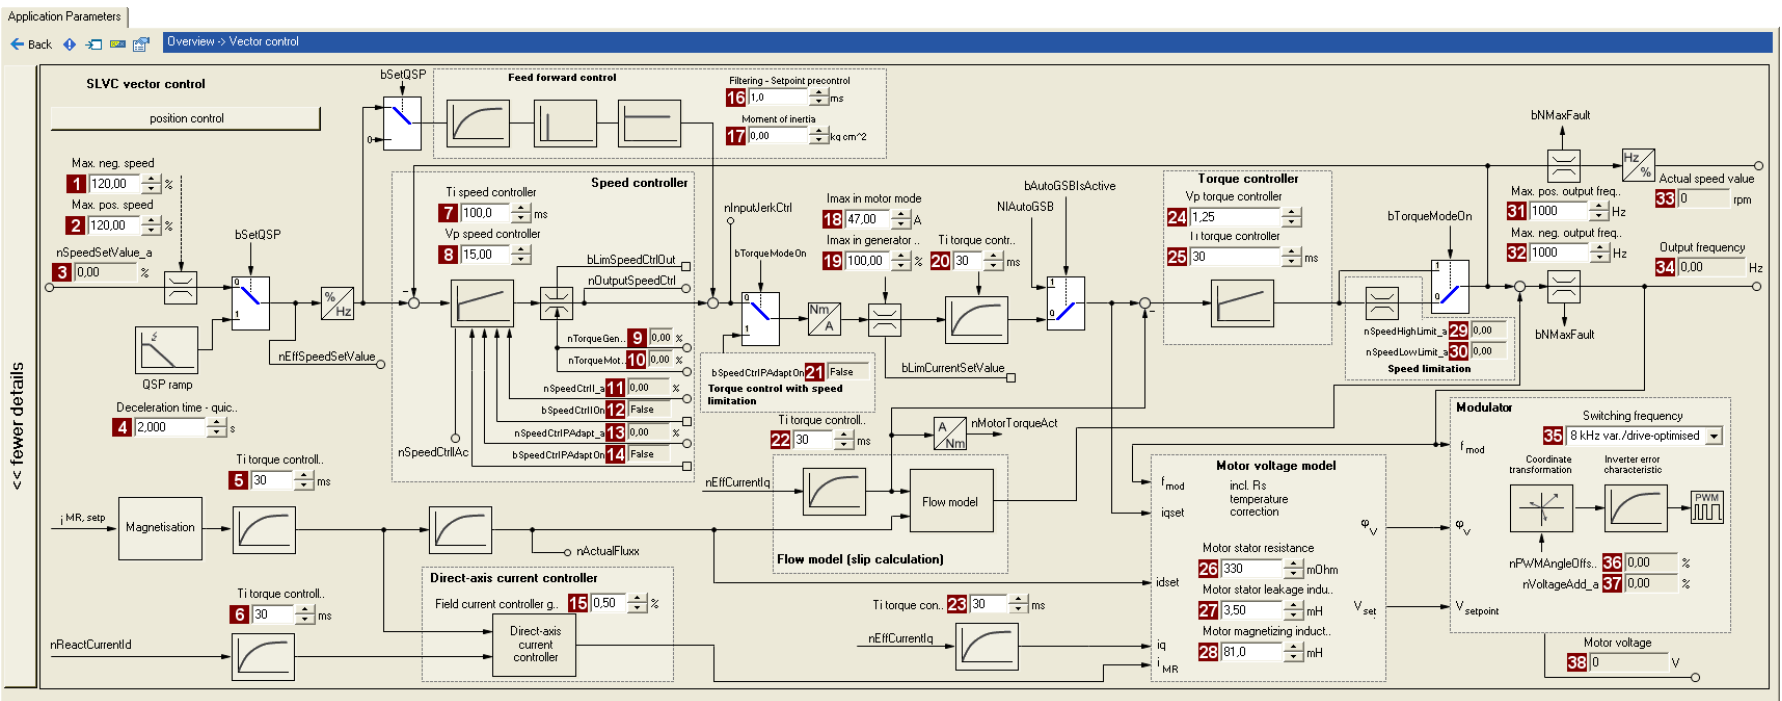 Application Parameters
Back
Overview -> Vector control
<< fewer details
SLVC vector control
position control
Max. neg. speed
1 120,00 %
Max. pos. speed
2 120,00 %
nSpeedSetValue_a
3 0,00 %
bSetQSP
0
1
QSP ramp
Deceleration time - quic..
4 2,000 s
nEffSpeedSetValue
%
Hz
bSetQSP
0
Feed forward control
Filtering - Setpoint precontrol
16 1,0 ms
Moment of inertia
17 0,00 kg cm^2
Speed controller
Ti speed controller
7 100,0 ms
Vp speed controller
8 15,00
bLimSpeedCtrlOut
nOutputSpeedCtrl
nTorqueGen.. 9 0,00 %
nTorqueMot.. 10 0,00 %
nSpeedCtrlI_a 11 0,00 %
bSpeedCtrlIOn 12 False
nSpeedCtrlPAdapt_a 13 0,00 %
bSpeedCtrlPAdaptOn 14 False
nSpeedCtrlIAc
nInputJerkCtrl
bTorqueModeOn
0
1
bSpeedCtrlPAdaptOn 21 False
Torque control with speed
limitation
Imax in motor mode
18 47,00 A
Imax in generator ..
19 100,00 %
Nm
A
bLimCurrentSetValue
Ti torque contr..
20 30 ms
bAutoGSBIsActive
NIAutoGSB
1
0
Torque controller
Vp torque controller
24 1,25
Ti torque controller
25 30 ms
nSpeedHighLimit_a 29 0,00
nSpeedLowLimit_a 30 0,00
Speed limitation
bTorqueModeOn
1
0
bNMaxFault
Hz
%
Max. pos. output freq..
31 1000 Hz
Max. neg. output freq..
32 1000 Hz
bNMaxFault
Actual speed value
33 0 rpm
Output frequency
34 0,00 Hz
Ti torque controll..
5 30 ms
i MR, setp
Magnetisation
nActualFluxx
Ti torque controll..
6 30 ms
nReactCurrentId
Direct-axis current controller
Field current controller g.. 15 0,50 %
Direct-axis
current
controller
Ti torque controll..
22 30 ms
nEffCurrentIq
A
Nm
nMotorTorqueAct
Flow model
Flow model (slip calculation)
Ti torque con.. 23 30 ms
nEffCurrentIq
Motor voltage model
incl. Rs
temperature
correction
f mod
iqset
idset
iq
i MR
φ V
V set
Motor stator resistance
26 330 mOhm
Motor stator leakage indu..
27 3,50 mH
Motor magnetizing induct..
28 81,0 mH
Modulator
Switching frequency
35 8 kHz var./drive-optimised
f mod
Coordinate
transformation
Inverter error
characteristic
PWM
φ V
nPWMAngleOffs.. 36 0,00 %
nVoltageAdd_a 37 0,00 %
V setpoint
Motor voltage
38 0 V